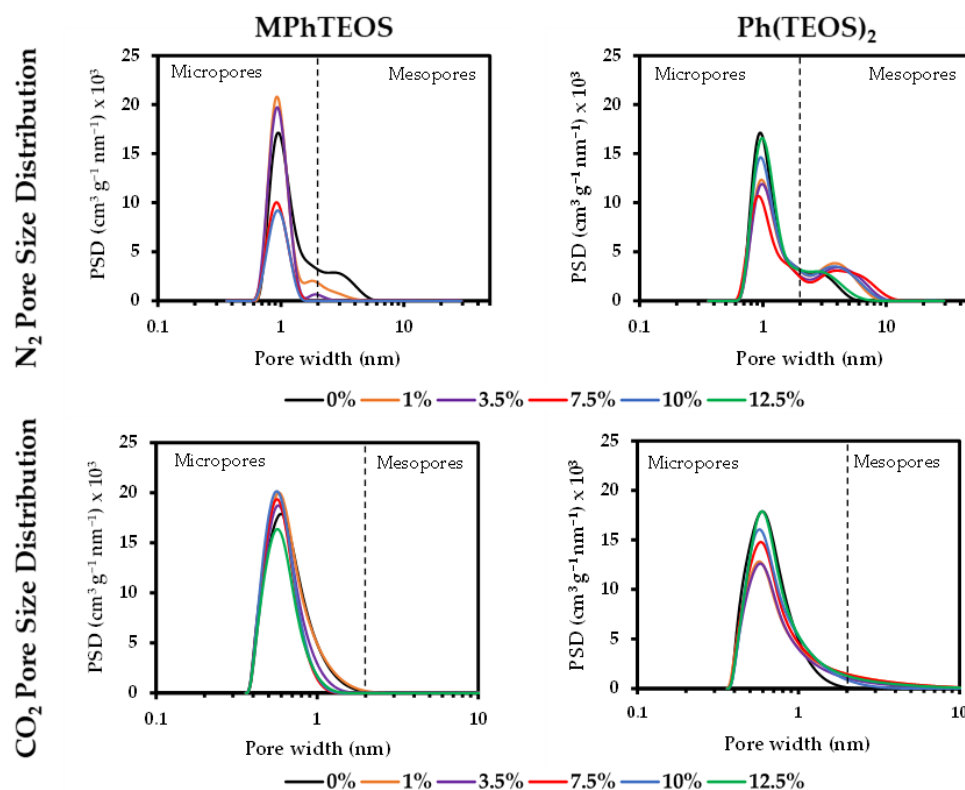 MPhTEOS
Ph(TEOS)₂
N₂ Pore Size Distribution
PSD (cm³ g⁻¹ nm⁻¹) x 10³
25
20
15
10
5
0
Micropores
Mesopores
0.1
1
10
Pore width (nm)
PSD (cm³ g⁻¹ nm⁻¹) x 10³
25
20
15
10
5
0
Micropores
Mesopores
0.1
1
10
Pore width (nm)
0% 1% 3.5% 7.5% 10% 12.5%
CO₂ Pore Size Distribution
PSD (cm³ g⁻¹ nm⁻¹) x 10³
25
20
15
10
5
0
Micropores
Mesopores
0.1
1
10
Pore width (nm)
PSD (cm³ g⁻¹ nm⁻¹) x 10³
25
20
15
10
5
0
Micropores
Mesopores
0.1
1
10
Pore width (nm)
0% 1% 3.5% 7.5% 10% 12.5%